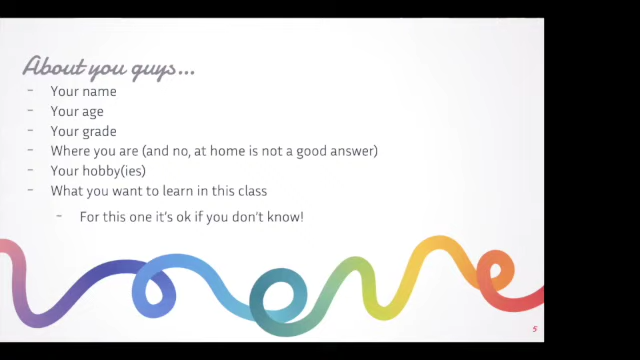 About you guys...
- Your name
- Your age
- Your grade
- Where you are (and no, at home is not a good answer)
- Your hobby(ies)
- What you want to learn in this class
- For this one it's ok if you don't know!
5